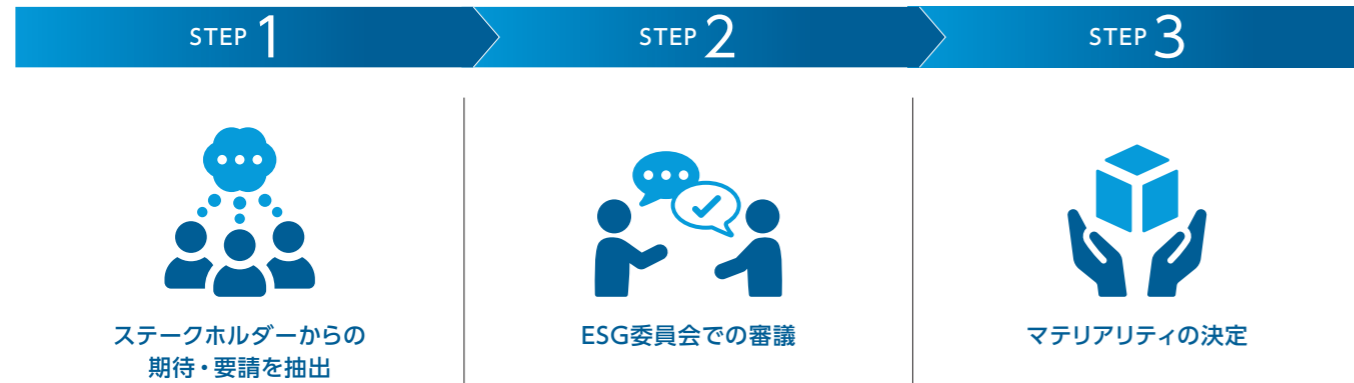 STEP 1
STEP 2
STEP 3
ステークホルダーからの
期待・要請を抽出
ESG委員会での審議
マテリアリティの決定